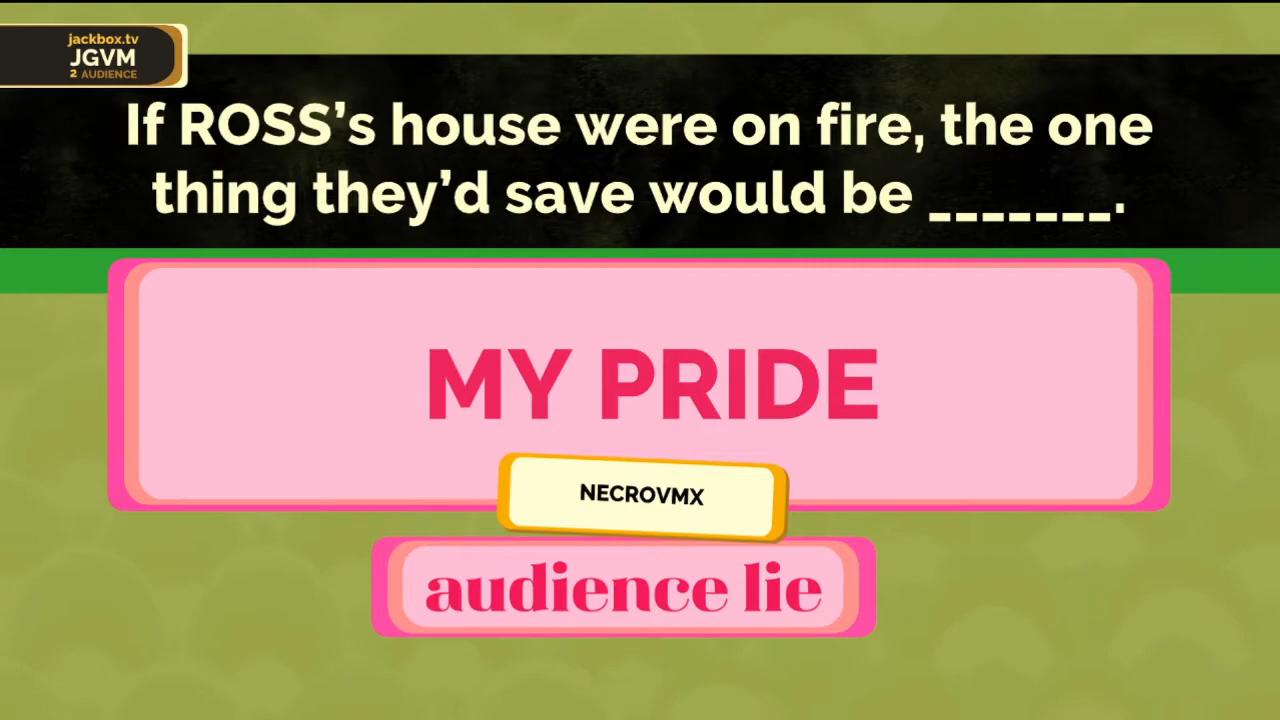 jackbox.tv
JGVM
2 AUDIENCE
If ROSS’s house were on fire, the one
thing they’d save would be _______.
MY PRIDE
NECROVMX
audience lie